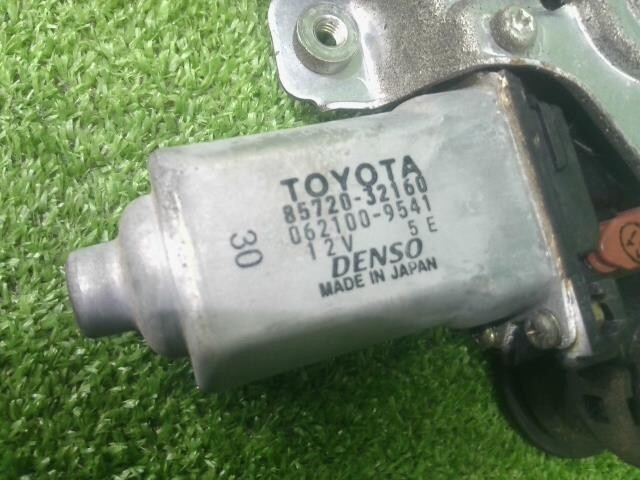 TOYOTA
85720-32160
062100-9541
12V 5E
DENSO
MADE IN JAPAN
30